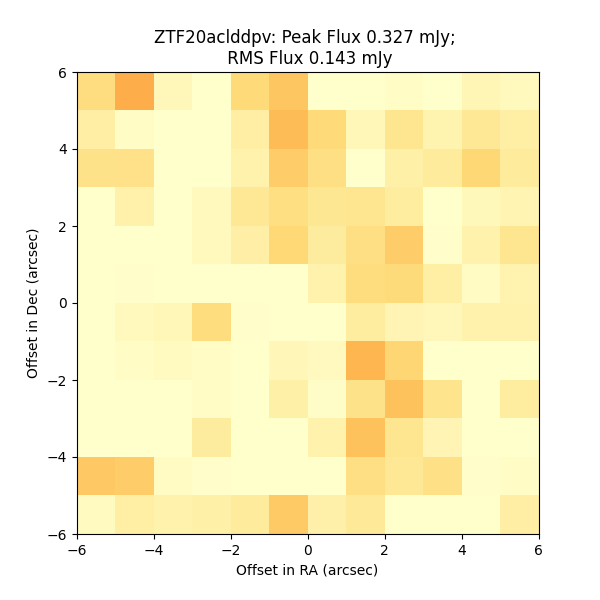 ZTF20aclddpv: Peak Flux 0.327 mJy;
RMS Flux 0.143 mJy
6
4
2
0
−2
−4
−6
Offset in Dec (arcsec)
−6 −4 −2 0 2 4 6
Offset in RA (arcsec)